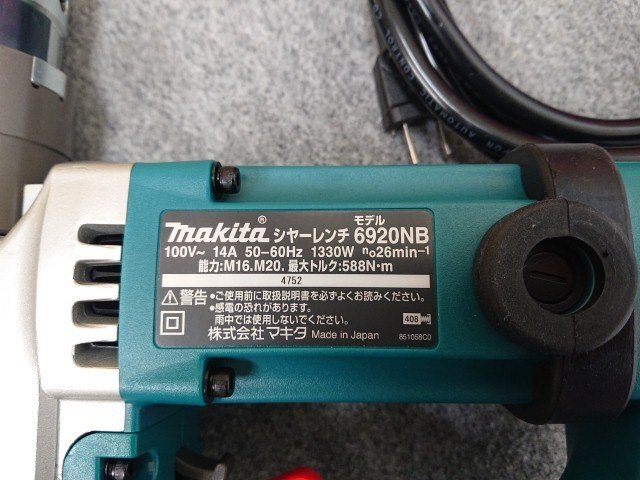 makita® シャーレンチ モデル 6920NB
100V~ 14A 50-60Hz 1330W n₀26min⁻¹
能力:M16.M20. 最大トルク:588N·m
4752
⚠警告 ●ご使用前に取扱説明書を必ずよくお読みください。
●感電の恐れがあります。
雨中では使用しないでください。
株式会社マキタ Made in Japan
408
851058C0
AUTOMATIC CONTROL